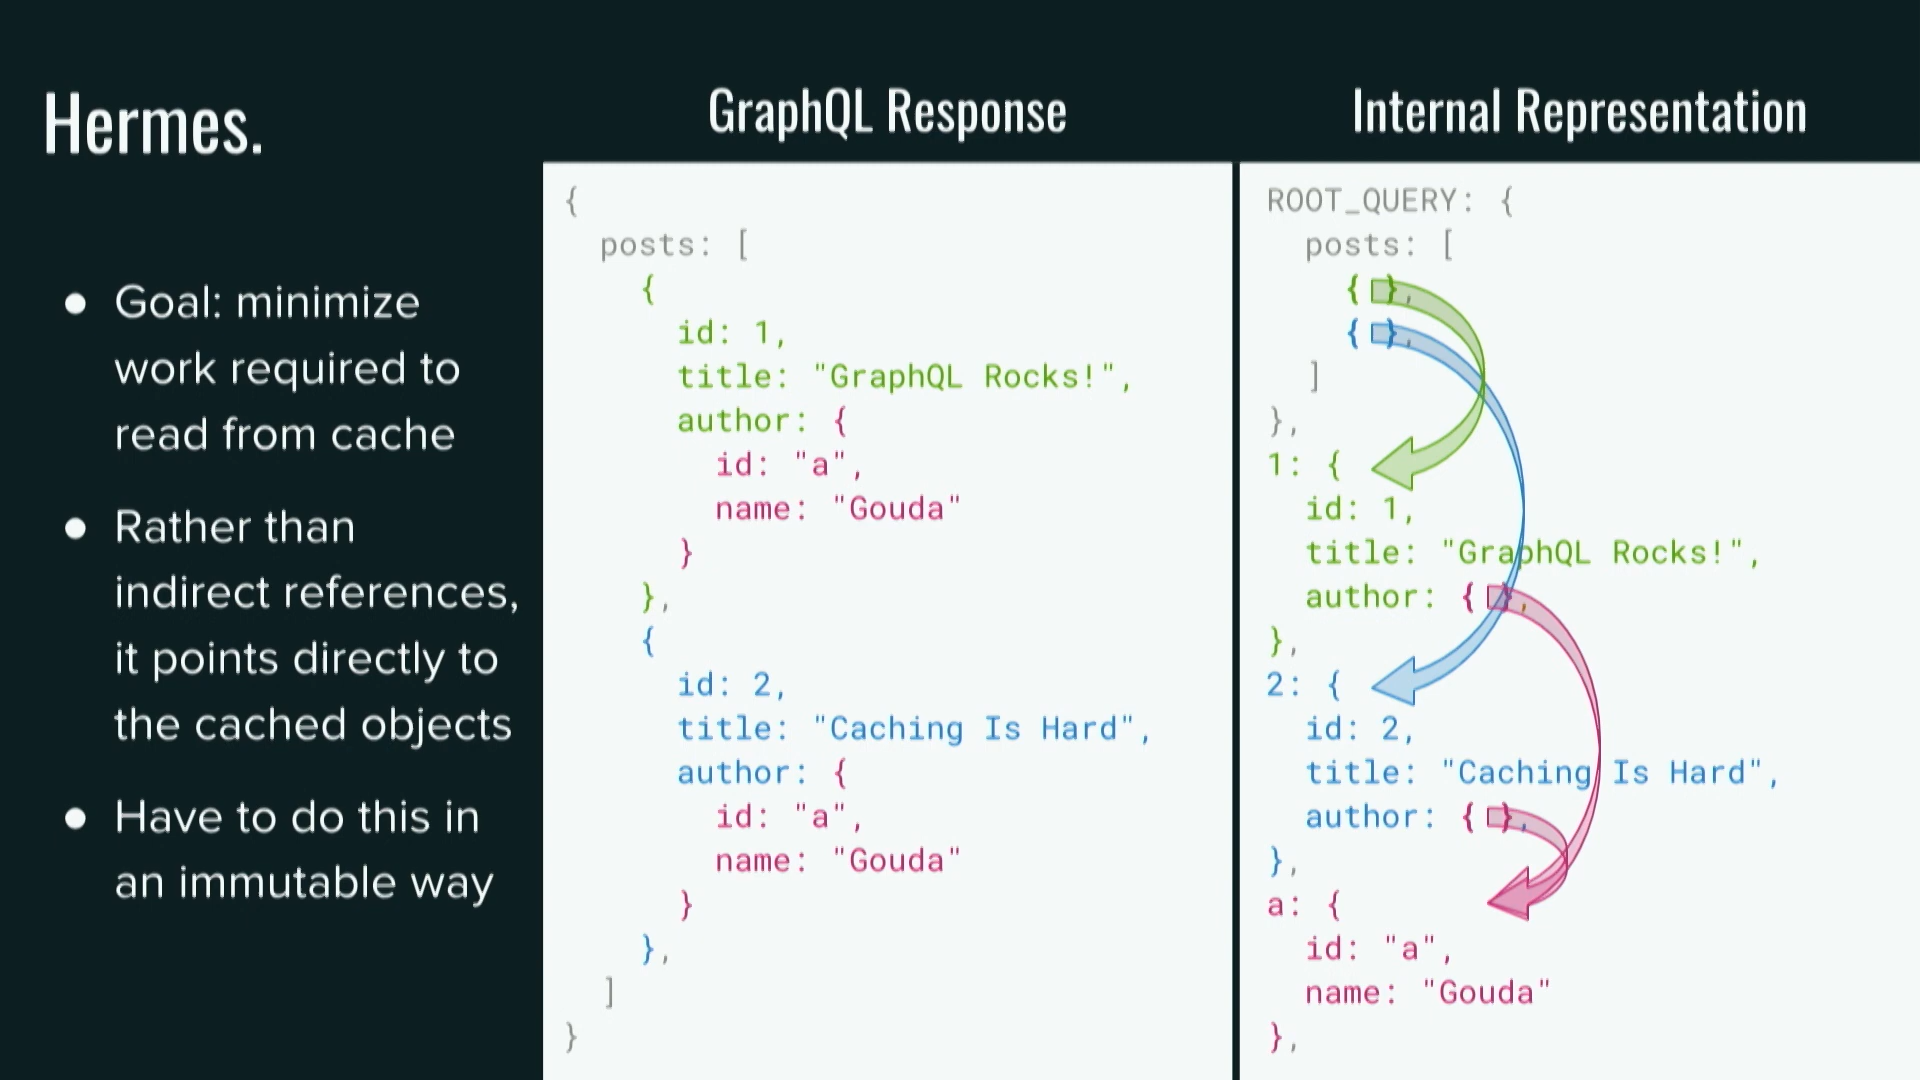 Hermes.
● Goal: minimize
work required to
read from cache
● Rather than
indirect references,
it points directly to
the cached objects
● Have to do this in
an immutable way
GraphQL Response
{
posts: [
{
id: 1,
title: "GraphQL Rocks!",
author: {
id: "a",
name: "Gouda"
}
},
{
id: 2,
title: "Caching Is Hard",
author: {
id: "a",
name: "Gouda"
}
},
]
}
Internal Representation
ROOT_QUERY: {
posts: [
{ },
{ },
]
},
1: {
id: 1,
title: "GraphQL Rocks!",
author: { },
},
2: {
id: 2,
title: "Caching Is Hard",
author: { },
},
a: {
id: "a",
name: "Gouda"
},